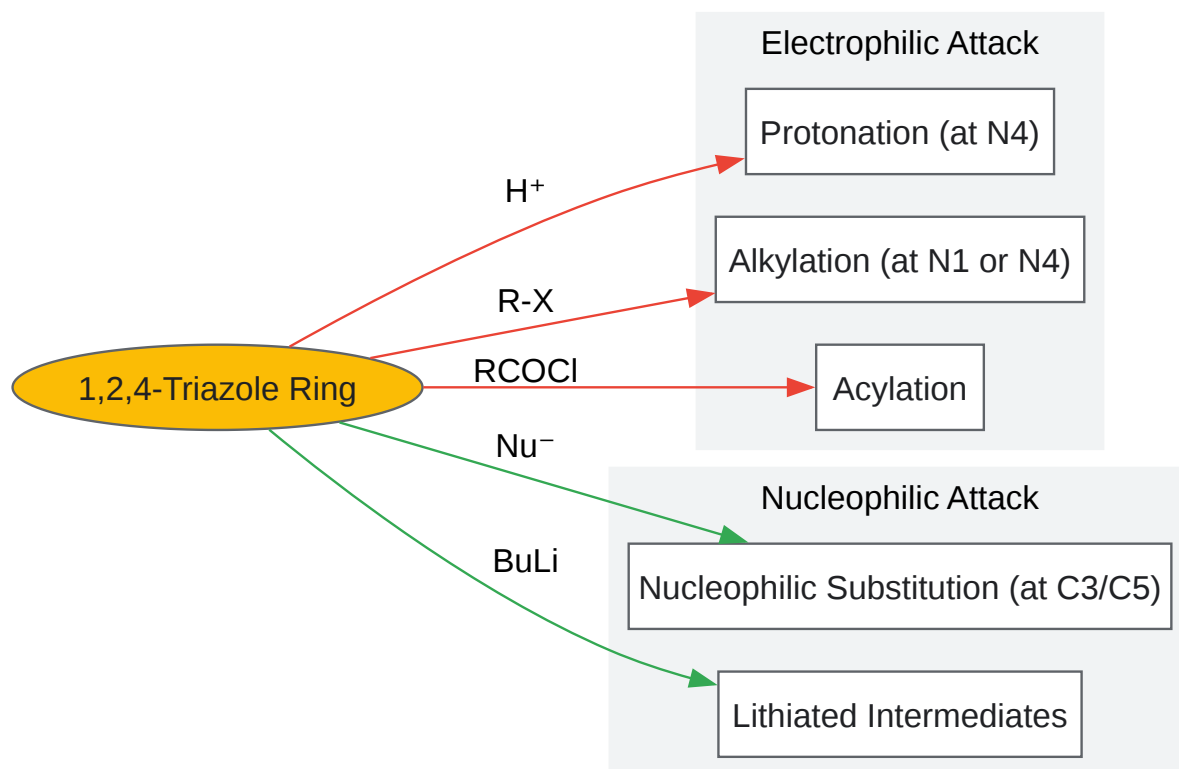 Electrophilic Attack
Protonation (at N4)
H⁺
Alkylation (at N1 or N4)
R-X
RCOCl
1,2,4-Triazole Ring
Acylation
Nu⁻
Nucleophilic Attack
BuLi
Nucleophilic Substitution (at C3/C5)
Lithiated Intermediates